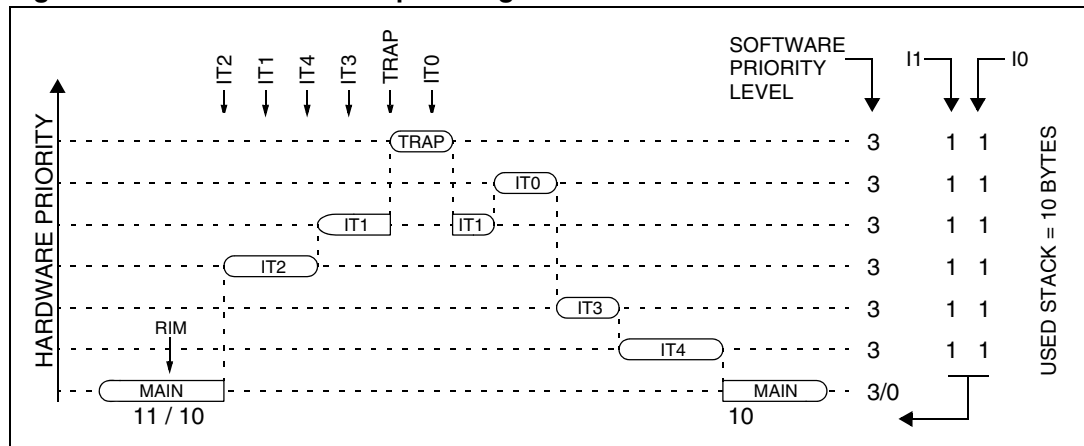 IT2
IT1
IT4
IT3
TRAP
IT0
SOFTWARE
PRIORITY
LEVEL
I1
I0
HARDWARE PRIORITY
TRAP
3 1 1
IT0
3 1 1
IT1
IT1
3 1 1
IT2
3 1 1
IT3
3 1 1
RIM
IT4
3 1 1
MAIN
MAIN
3/0
11 / 10
10
USED STACK = 10 BYTES